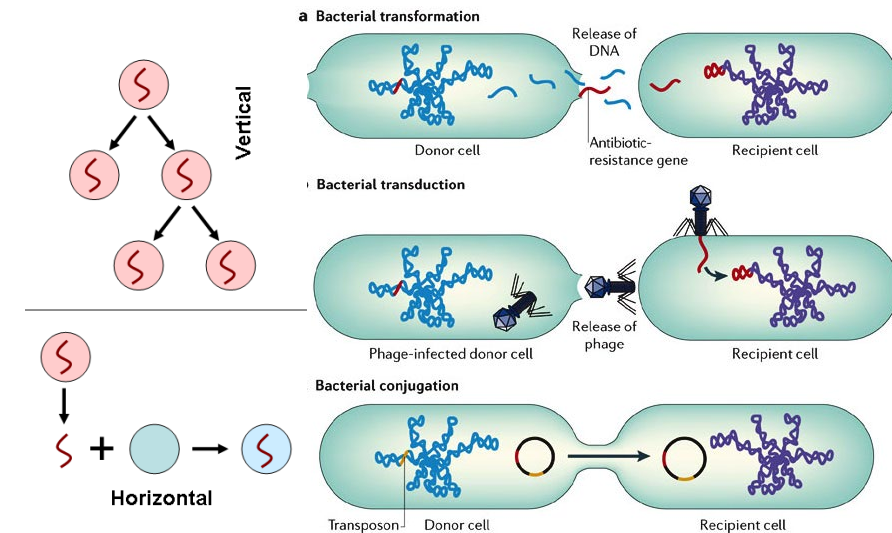 Vertical
Horizontal
a Bacterial transformation
Release of
DNA
Antibiotic-
resistance gene
Donor cell
Recipient cell
Bacterial transduction
Phage-infected donor cell
Release of
phage
Recipient cell
Bacterial conjugation
Transposon
Donor cell
Recipient cell